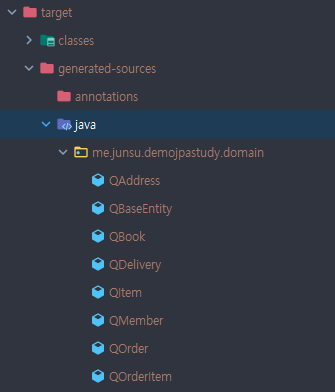 target
classes
generated-sources
annotations
java
me.junsu.demojpastudy.domain
QAddress
QBaseEntity
QBook
QDelivery
QItem
QMember
QOrder
QOrderItem